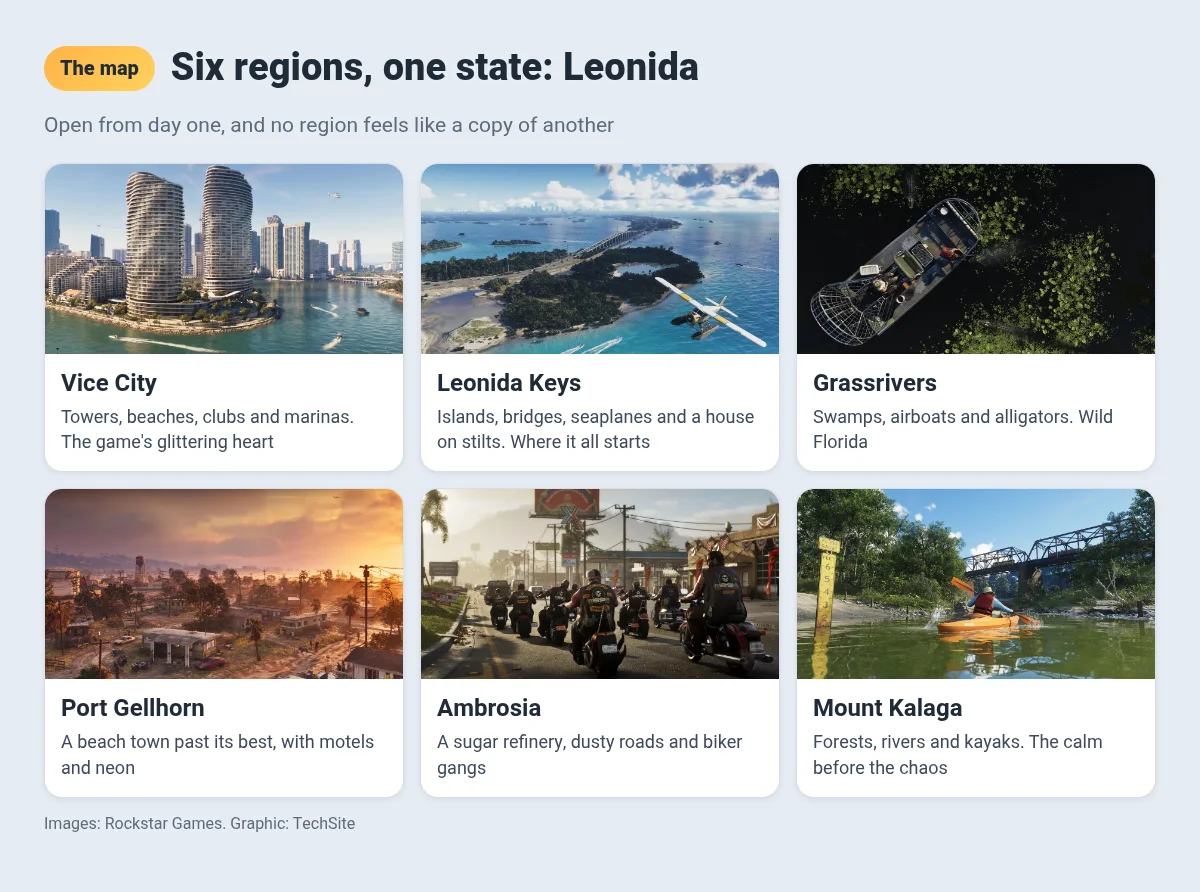 The map
Six regions, one state: Leonida
Open from day one, and no region feels like a copy of another
Vice City
Towers, beaches, clubs and marinas.
The game's glittering heart
Leonida Keys
Islands, bridges, seaplanes and a house
on stilts. Where it all starts
Grassrivers
Swamps, airboats and alligators. Wild
Florida
Port Gellhorn
A beach town past its best, with motels
and neon
Ambrosia
A sugar refinery, dusty roads and biker
gangs
Mount Kalaga
Forests, rivers and kayaks. The calm
before the chaos
Images: Rockstar Games. Graphic: TechSite